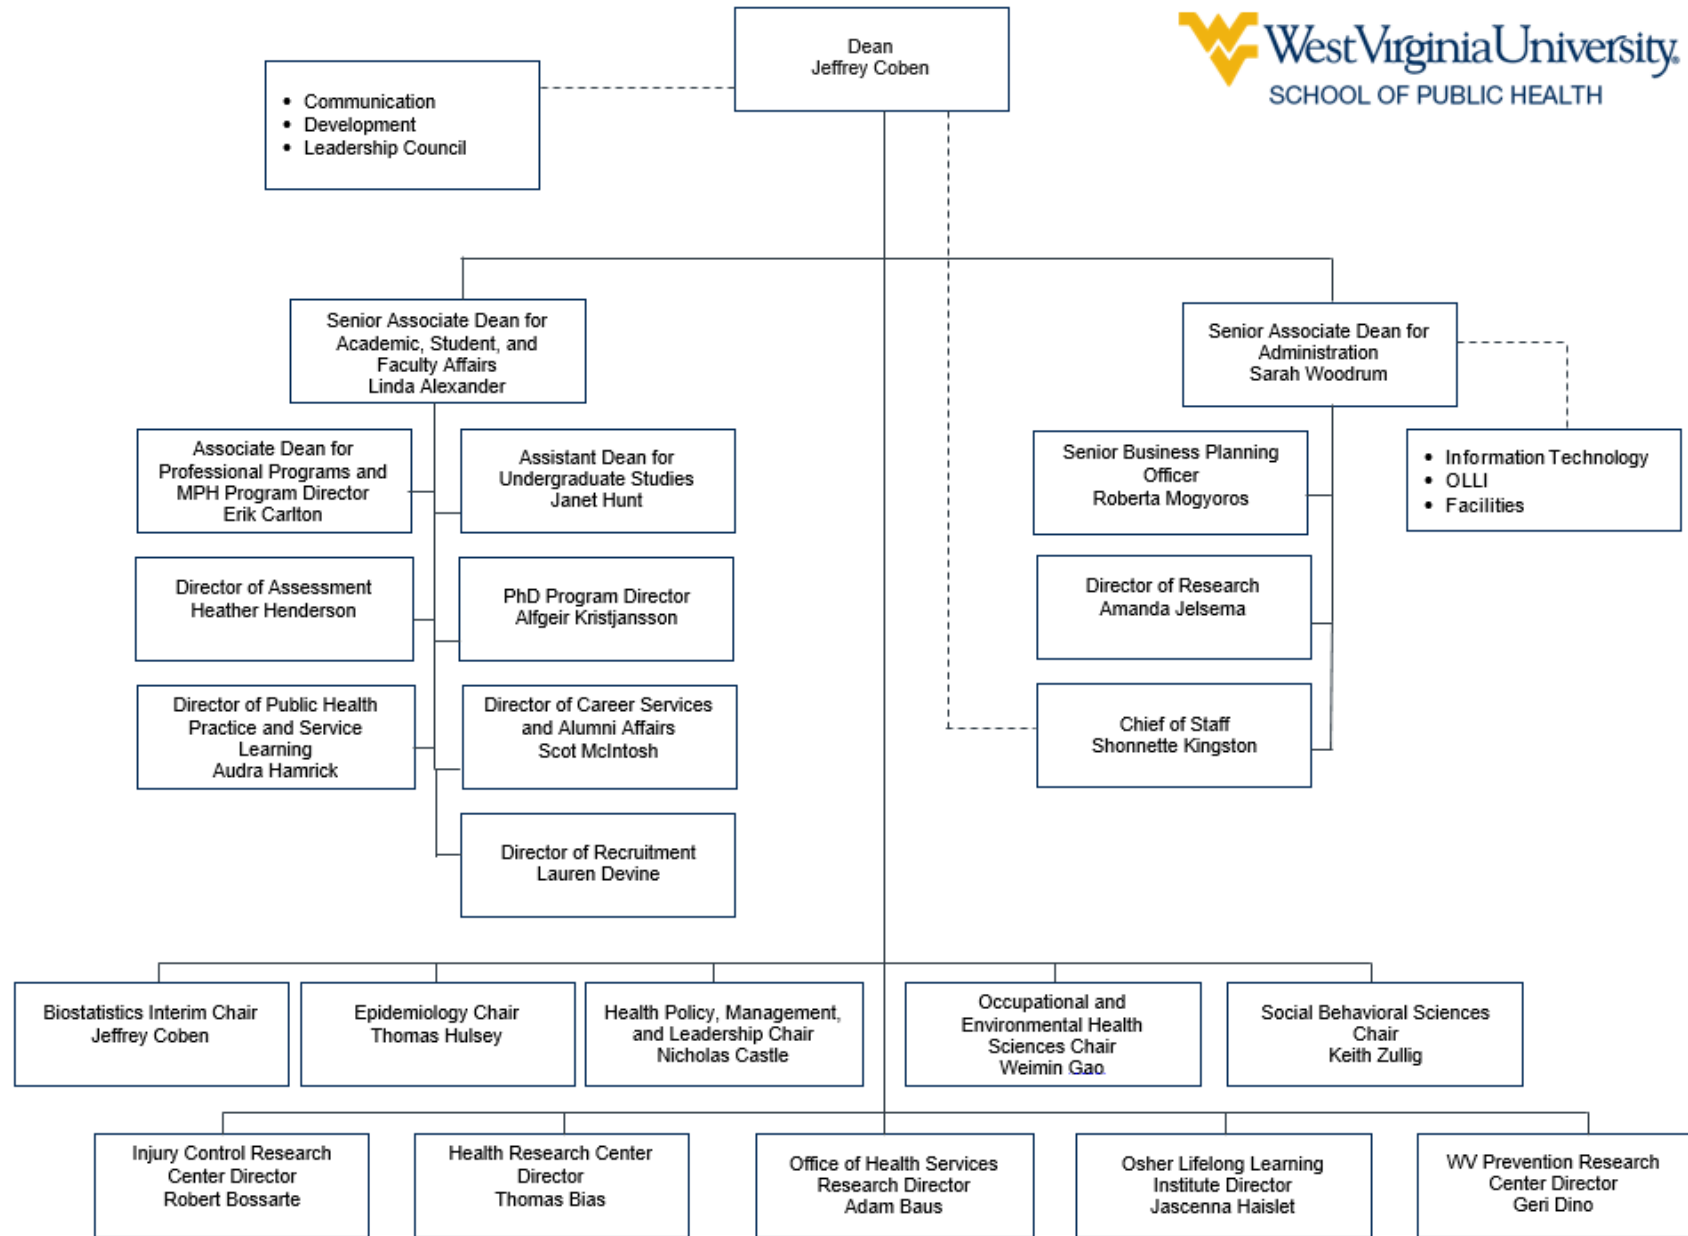 Dean
Jeffrey Coben
WestVirginiaUniversity®
SCHOOL OF PUBLIC HEALTH
• Communication
• Development
• Leadership Council
Senior Associate Dean for
Academic, Student, and
Faculty Affairs
Linda Alexander
Senior Associate Dean for
Administration
Sarah Woodrum
Associate Dean for
Professional Programs and
MPH Program Director
Erik Carlton
Assistant Dean for
Undergraduate Studies
Janet Hunt
Senior Business Planning
Officer
Roberta Mogyoros
• Information Technology
• OLLI
• Facilities
Director of Assessment
Heather Henderson
PhD Program Director
Alfgeir Kristjansson
Director of Research
Amanda Jelsema
Director of Public Health
Practice and Service
Learning
Audra Hamrick
Director of Career Services
and Alumni Affairs
Scot McIntosh
Chief of Staff
Shonnette Kingston
Director of Recruitment
Lauren Devine
Biostatistics Interim Chair
Jeffrey Coben
Epidemiology Chair
Thomas Hulsey
Health Policy, Management,
and Leadership Chair
Nicholas Castle
Occupational and
Environmental Health
Sciences Chair
Weimin Gao
Social Behavioral Sciences
Chair
Keith Zullig
Injury Control Research
Center Director
Robert Bossarte
Health Research Center
Director
Thomas Bias
Office of Health Services
Research Director
Adam Baus
Osher Lifelong Learning
Institute Director
Jascenna Haislet
WV Prevention Research
Center Director
Geri Dino